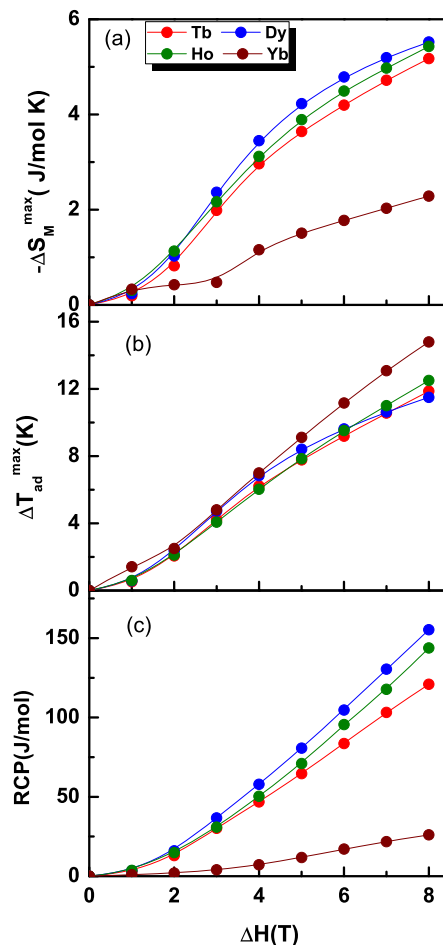 (a)
Tb Dy
Ho Yb
-ΔS_M^max( J/mol K)
6
4
2
0
(b)
ΔT_ad^max(K)
16
12
8
4
0
(c)
RCP(J/mol)
150
100
50
0
0 2 4 6 8
ΔH(T)